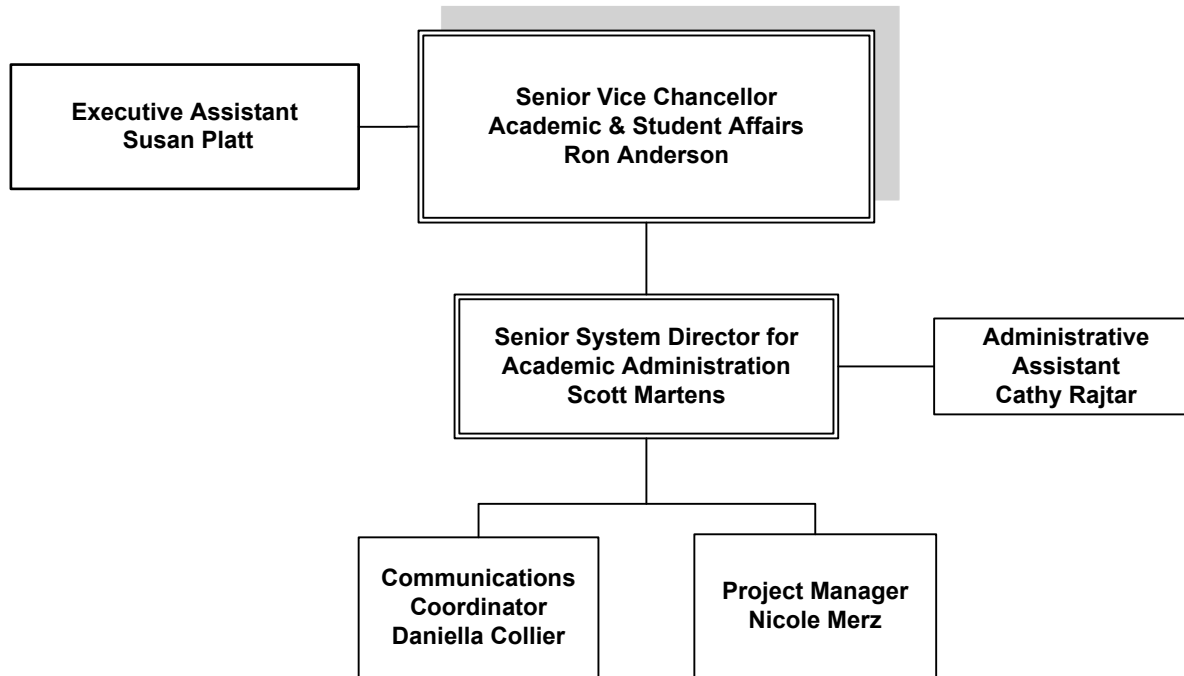 Senior Vice Chancellor
Academic & Student Affairs
Ron Anderson
Executive Assistant
Susan Platt
Senior System Director for
Academic Administration
Scott Martens
Administrative
Assistant
Cathy Rajtar
Communications
Coordinator
Daniella Collier
Project Manager
Nicole Merz